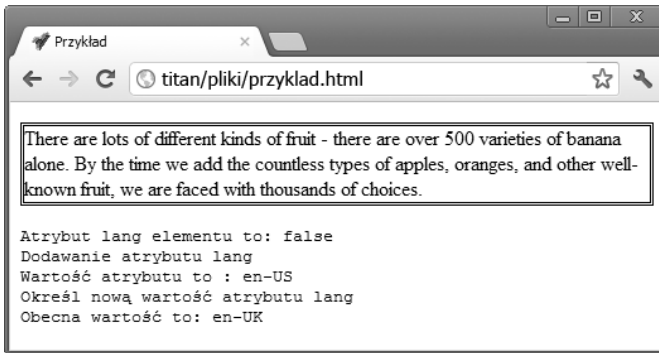 Przykład
titan/pliki/przyklad.html
There are lots of different kinds of fruit - there are over 500 varieties of banana
alone. By the time we add the countless types of apples, oranges, and other well-
known fruit, we are faced with thousands of choices.
Atrybut lang elementu to: false
Dodawanie atrybutu lang
Wartość atrybutu to : en-US
Określ nową wartość atrybutu lang
Obecna wartość to: en-UK